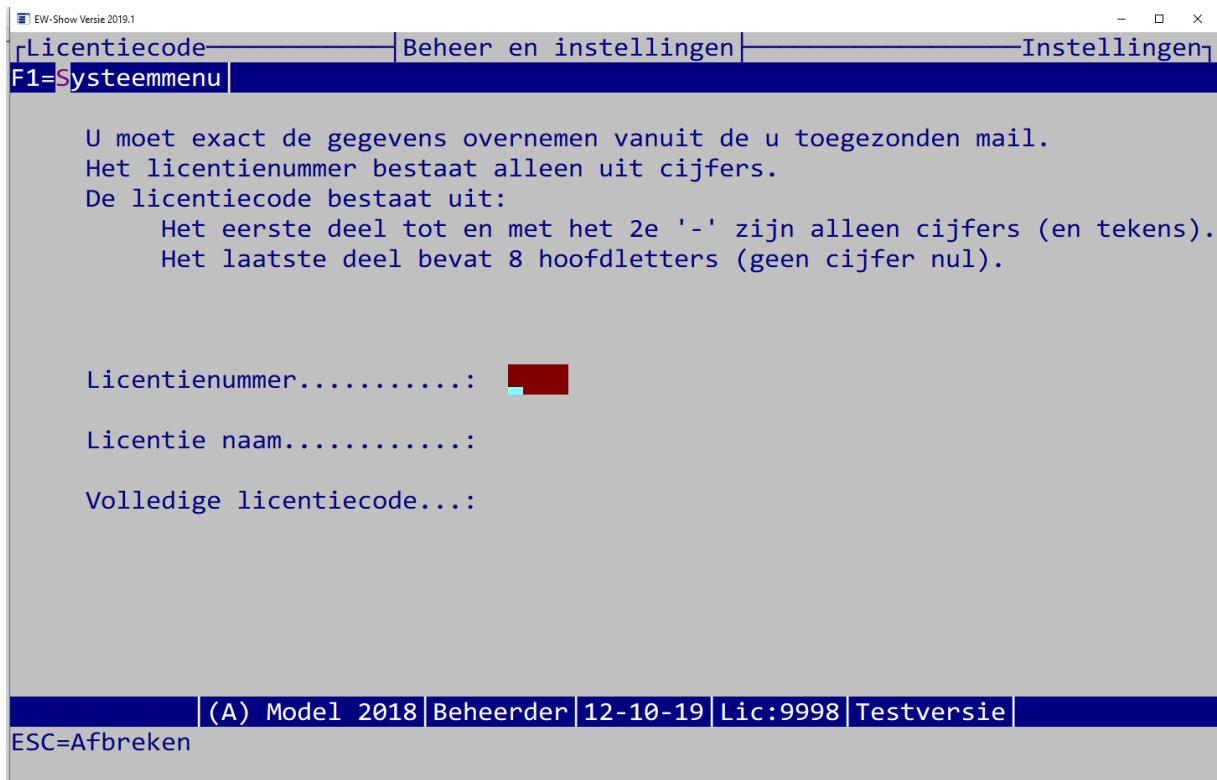 EW-Show Versie 2019.1
Licentiecode Beheer en instellingen Instellingen
F1=Systeemmenu
U moet exact de gegevens overnemen vanuit de u toegezonden mail.
Het licentienummer bestaat alleen uit cijfers.
De licentiecode bestaat uit:
Het eerste deel tot en met het 2e '-' zijn alleen cijfers (en tekens).
Het laatste deel bevat 8 hoofdletters (geen cijfer nul).
Licentienummer...........:
Licentie naam............:
Volledige licentiecode...:
(A) Model 2018|Beheerder|12-10-19|Lic:9998|Testversie|
ESC=Afbreken